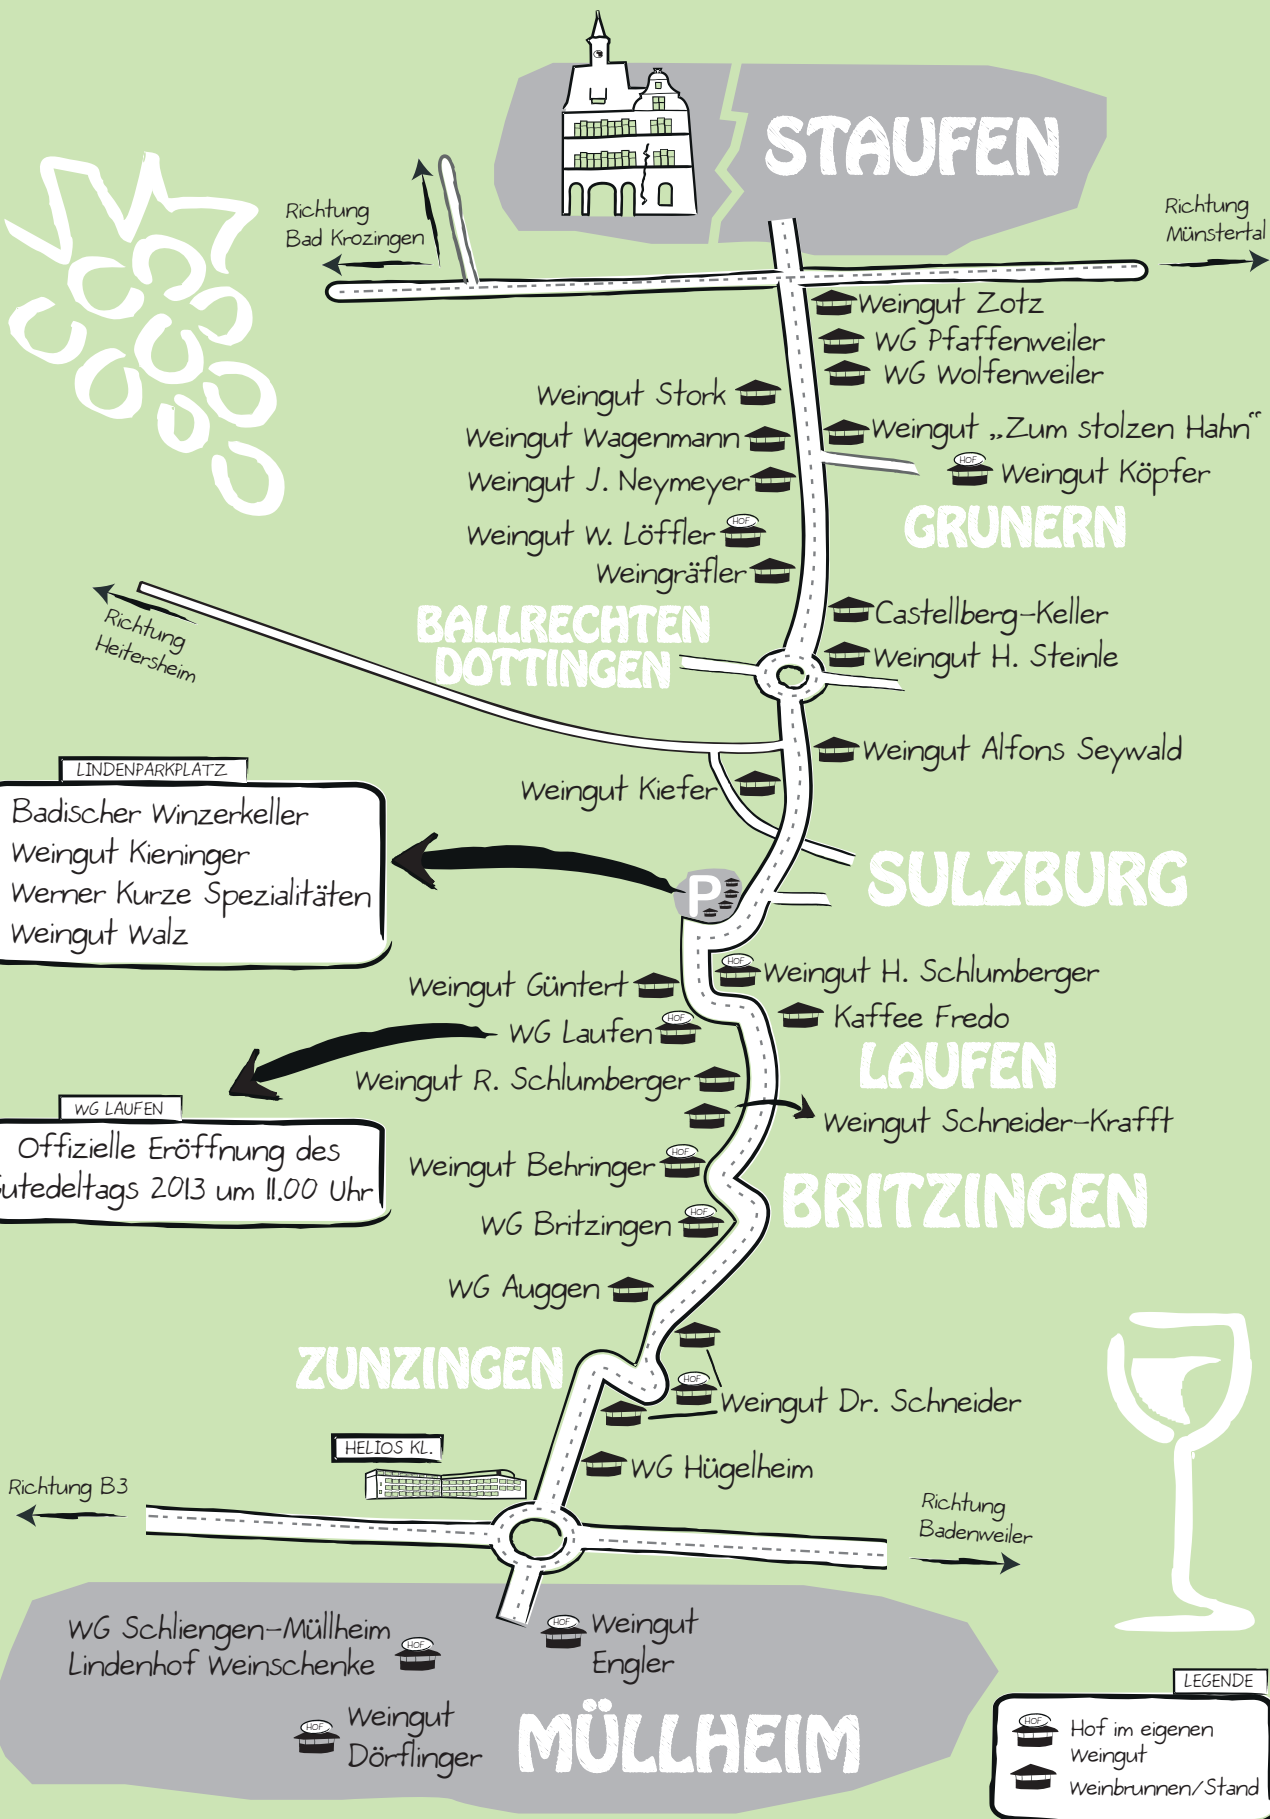 STAUFEN
Richtung
Bad Krozingen
Richtung
Münstertal
Weingut Zotz
WG Pfaffenweiler
WG Wolfenweiler
Weingut Stork
Weingut „Zum stolzen Hahn“
Weingut Wagenmann
HOF
Weingut Köpfer
Weingut J. Neymeyer
GRUNERN
Weingut W. Löffler
HOF
Weingräfler
Richtung
Heitersheim
BALLRECHTEN
DOTTINGEN
Castellberg-Keller
Weingut H. Steinle
Weingut Alfons Seywald
Weingut Kiefer
LINDENPARKPLATZ
Badischer Winzerkeller
Weingut Kieninger
Werner Kurze Spezialitäten
Weingut Walz
P
SULZBURG
Weingut Güntert
HOF
Weingut H. Schlumberger
WG Laufen
HOF
Kaffee Fredo
LAUFEN
Weingut R. Schlumberger
Weingut Schneider-Krafft
WG LAUFEN
Offizielle Eröffnung des
Gutedeltags 2013 um 11.00 Uhr
Weingut Behringer
HOF
BRITZINGEN
WG Britzingen
HOF
WG Auggen
ZUNZINGEN
HOF
Weingut Dr. Schneider
HELIOS KL.
WG Hügelheim
Richtung B3
Richtung
Badenweiler
WG Schliengen-Müllheim
Lindenhof Weinschenke
HOF
HOF
Weingut
Engler
HOF
Weingut
Dörflinger
MÜLLHEIM
LEGENDE
HOF
Hof im eigenen
Weingut
Weinbrunnen/Stand